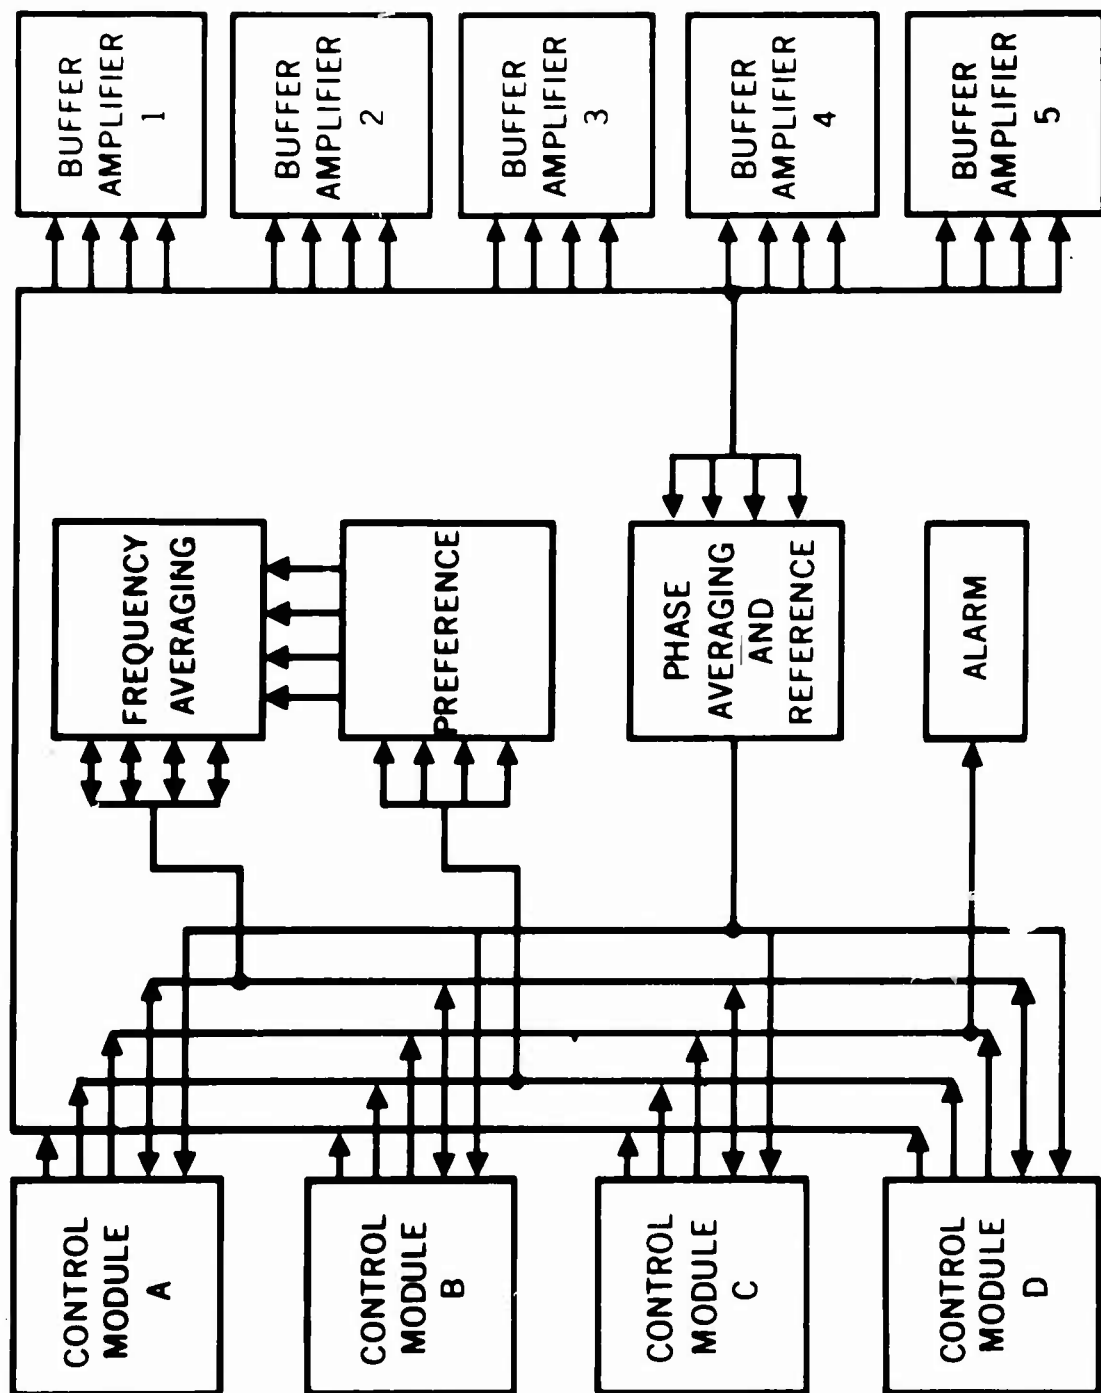 CONTROL
MODULE
A
CONTROL
MODULE
B
CONTROL
MODULE
C
CONTROL
MODULE
D
FREQUENCY
AVERAGING
PREFERENCE
PHASE
AVERAGING
AND
REFERENCE
ALARM
BUFFER
AMPLIFIER
1
BUFFER
AMPLIFIER
2
BUFFER
AMPLIFIER
3
BUFFER
AMPLIFIER
4
BUFFER
AMPLIFIER
5